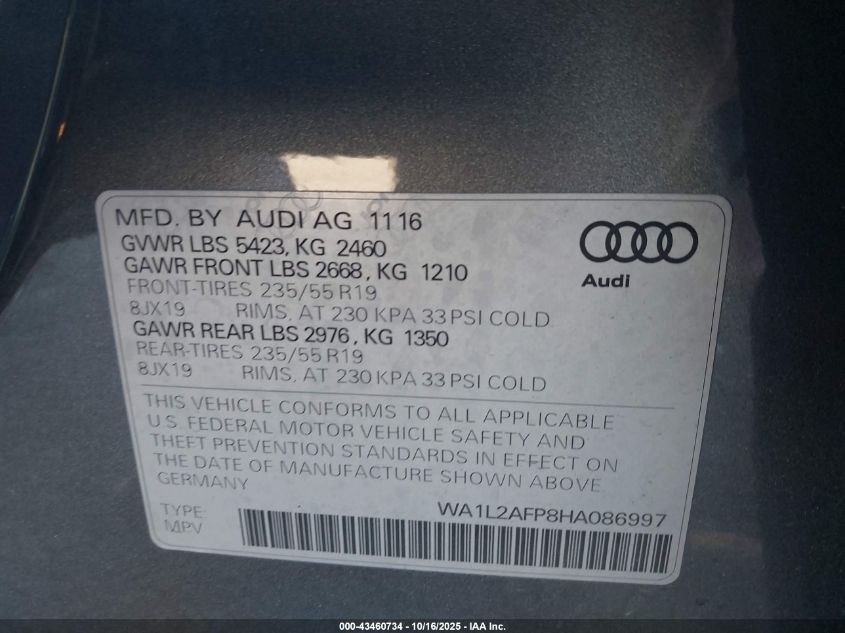 MFD. BY AUDI AG 1116
GVWR LBS 5423, KG 2460
GAWR FRONT LBS 2668, KG 1210
FRONT-TIRES 235/55 R19
8JX19 RIMS, AT 230 KPA 33 PSI COLD
GAWR REAR LBS 2976, KG 1350
REAR-TIRES 235/55 R19
8JX19 RIMS, AT 230 KPA 33 PSI COLD
Audi
THIS VEHICLE CONFORMS TO ALL APPLICABLE
U.S. FEDERAL MOTOR VEHICLE SAFETY AND
THEFT PREVENTION STANDARDS IN EFFECT ON
THE DATE OF MANUFACTURE SHOWN ABOVE.
GERMANY
WA1L2AFP8HA086997
TYPE:
MPV
000-43460734 - 10/16/2025 - IAA Inc.